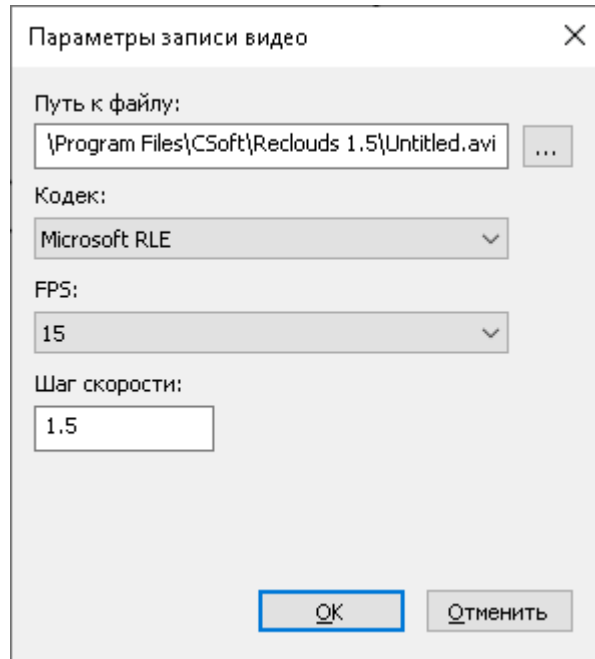 Параметры записи видео
Путь к файлу:
\Program Files\CSoft\Reclouds 1.5\Untitled.avi
...
Кодек:
Microsoft RLE
FPS:
15
Шаг скорости:
1.5
OK
Отменить